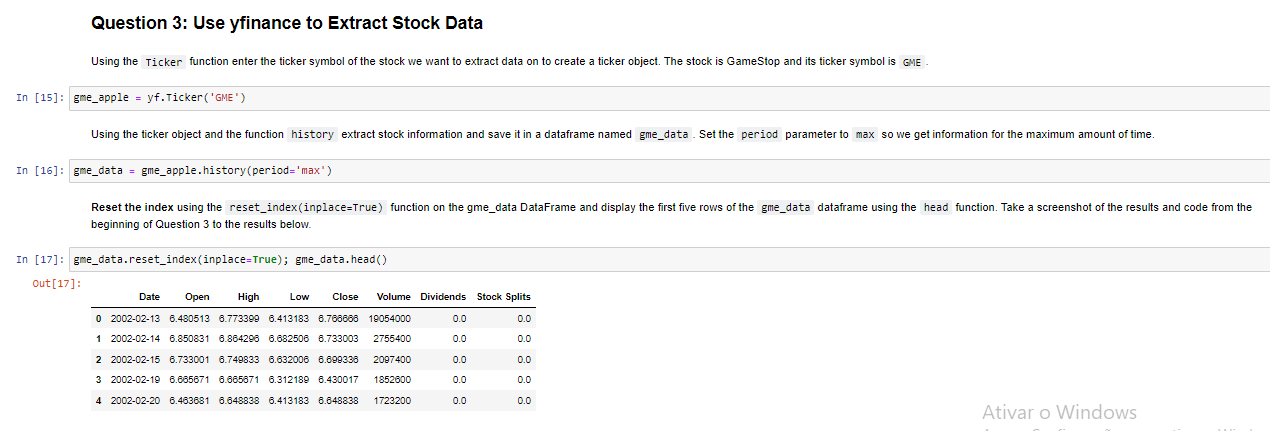 Question 3: Use yfinance to Extract Stock Data
Using the Ticker function enter the ticker symbol of the stock we want to extract data on to create a ticker object. The stock is GameStop and its ticker symbol is GME .
In [15]: gme_apple = yf.Ticker('GME')
Using the ticker object and the function history extract stock information and save it in a dataframe named gme_data . Set the period parameter to max so we get information for the maximum amount of time.
In [16]: gme_data = gme_apple.history(period='max')
Reset the index using the reset_index(inplace=True) function on the gme_data DataFrame and display the first five rows of the gme_data dataframe using the head function. Take a screenshot of the results and code from the
beginning of Question 3 to the results below.
In [17]: gme_data.reset_index(inplace=True); gme_data.head()
Out[17]:
Date Open High Low Close Volume Dividends Stock Splits
0 2002-02-13 6.480513 6.773399 6.413183 6.766666 19054000 0.0 0.0
1 2002-02-14 6.850831 6.864296 6.682506 6.733003 2755400 0.0 0.0
2 2002-02-15 6.733001 6.749833 6.632006 6.699336 2097400 0.0 0.0
3 2002-02-19 6.665671 6.665671 6.312189 6.430017 1852600 0.0 0.0
4 2002-02-20 6.463681 6.648838 6.413183 6.648838 1723200 0.0 0.0
Ativar o Windows